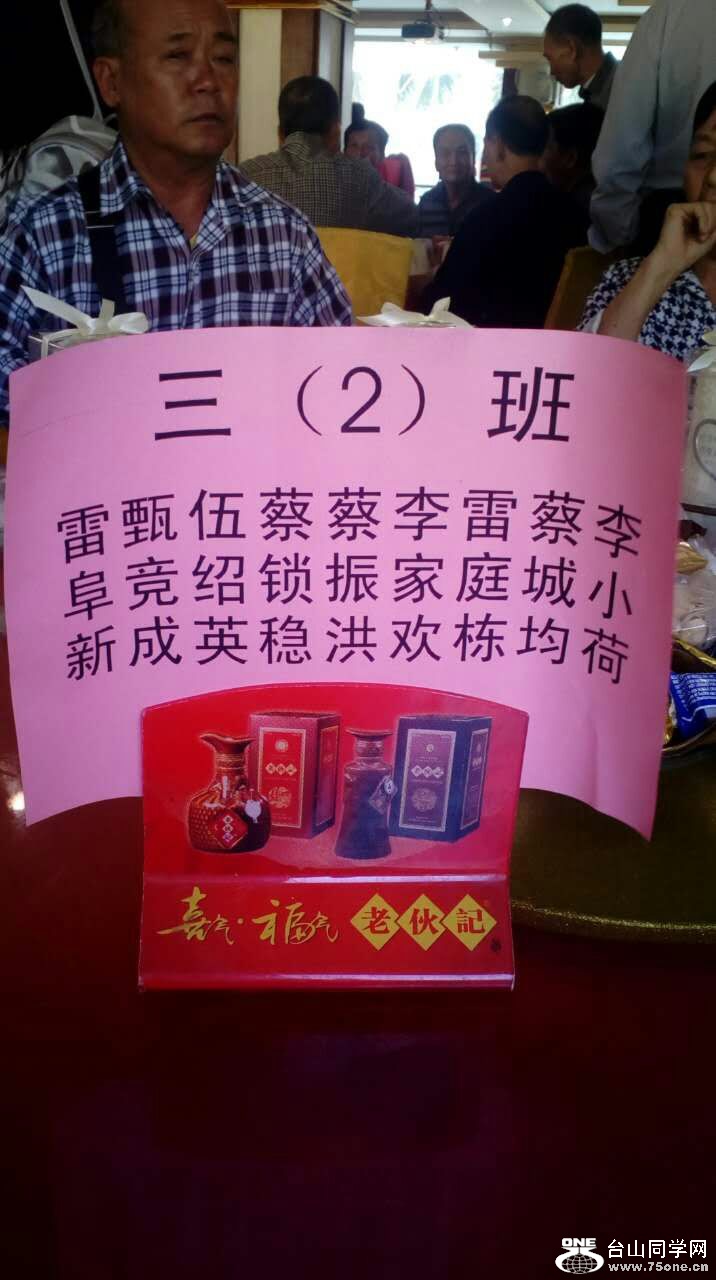 三（2）班
雷甄伍蔡蔡李雷蔡李
阜竞绍锁振家庭城小
新成英稳洪欢栋均荷
喜气·福气 老伙記
ONE
台山同学网
www.75one.cn